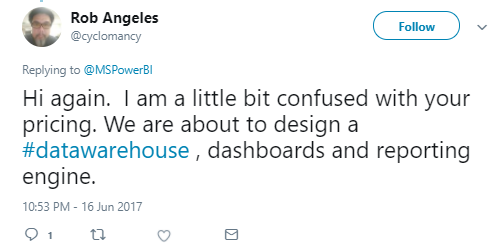 Rob Angeles
@cyclomancy
Follow
Replying to @MSPowerBI
Hi again.  I am a little bit confused with your
pricing. We are about to design a
#datawarehouse , dashboards and reporting
engine.
10:53 PM - 16 Jun 2017
1